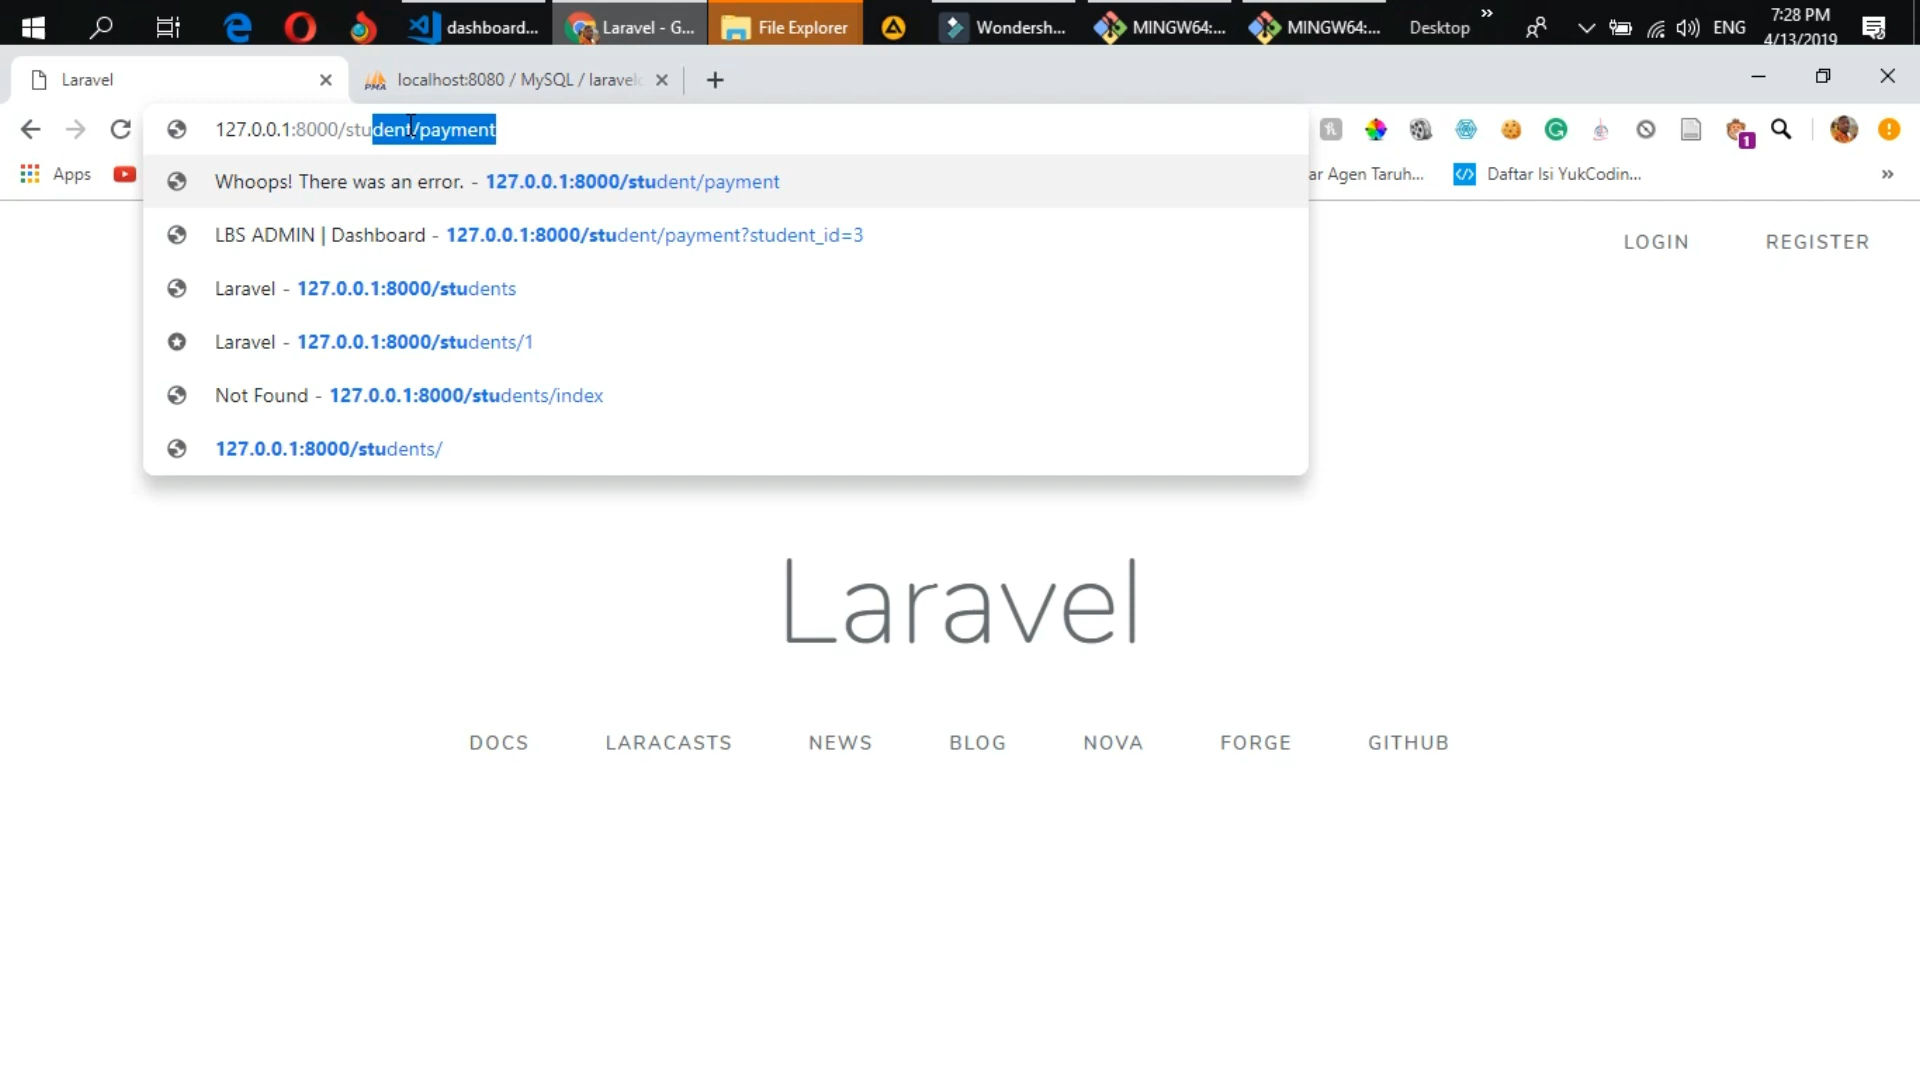 dashboard...
Laravel - G...
File Explorer
Wondersh...
MINGW64:...
MINGW64:...
Desktop
»
ENG
7:28 PM
4/13/2019
Laravel
PMA
localhost:8080 / MySQL / laravel
127.0.0.1:8000/student/payment
1
Apps
ar Agen Taruh...
Daftar Isi YukCodin...
»
Whoops! There was an error. - 127.0.0.1:8000/student/payment
LBS ADMIN | Dashboard - 127.0.0.1:8000/student/payment?student_id=3
Laravel - 127.0.0.1:8000/students
Laravel - 127.0.0.1:8000/students/1
Not Found - 127.0.0.1:8000/students/index
127.0.0.1:8000/students/
LOGIN REGISTER
Laravel
DOCS LARACASTS NEWS BLOG NOVA FORGE GITHUB